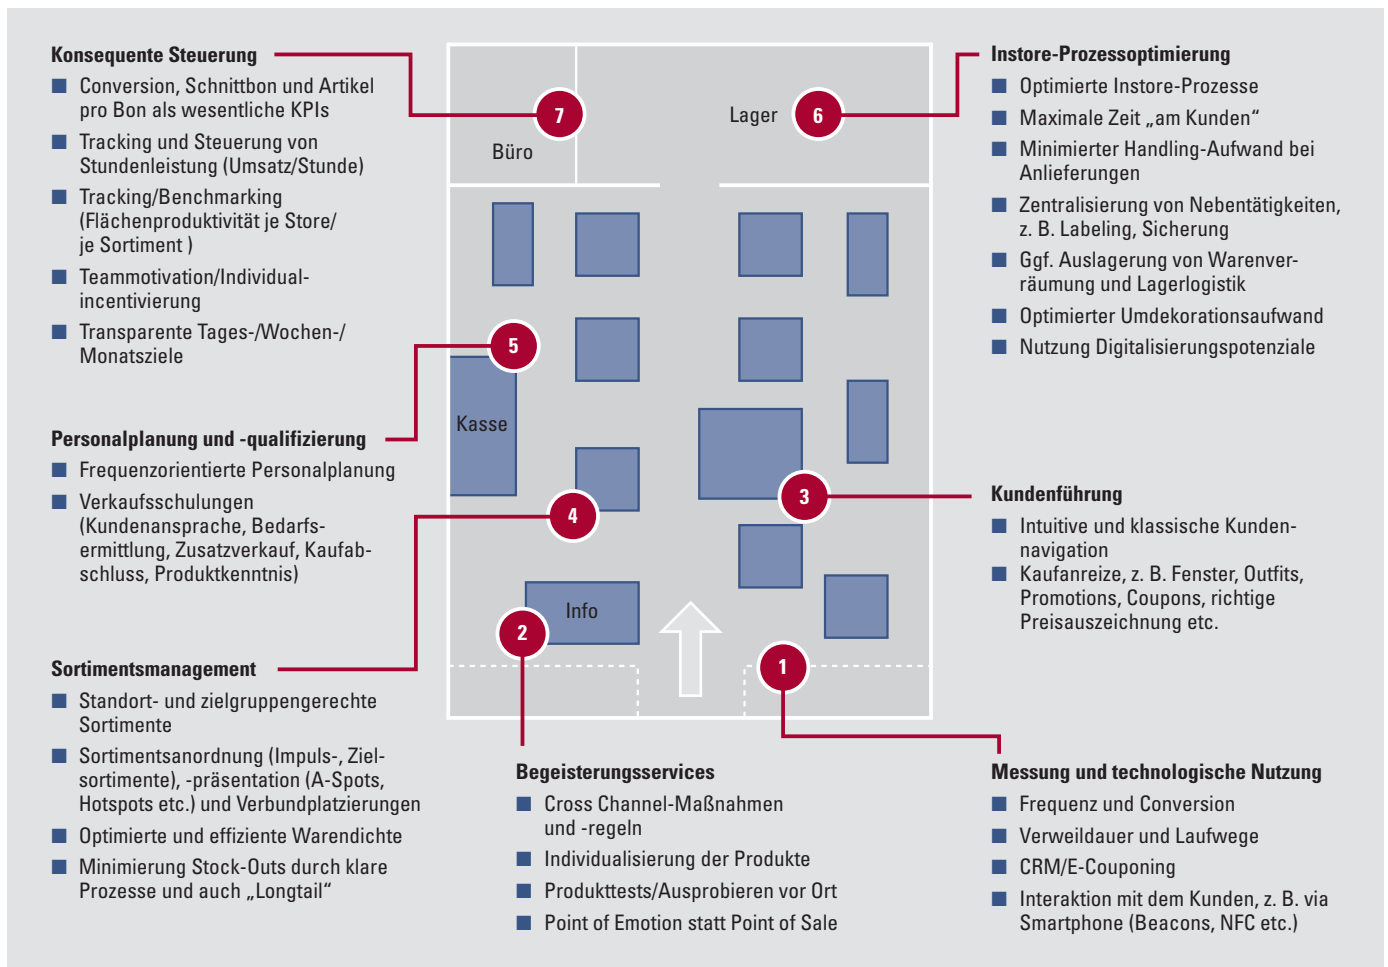 Konsequente Steuerung
Conversion, Schnittbon und Artikel
pro Bon als wesentliche KPIs
Tracking und Steuerung von
Stundenleistung (Umsatz/Stunde)
Tracking/Benchmarking
(Flächenproduktivität je Store/
je Sortiment )
Teammotivation/Individual-
incentivierung
Transparente Tages-/Wochen-/
Monatsziele
Personalplanung und -qualifizierung
Frequenzorientierte Personalplanung
Verkaufsschulungen
(Kundenansprache, Bedarfs-
ermittlung, Zusatzverkauf, Kaufab-
schluss, Produktkenntnis)
Sortimentsmanagement
Standort- und zielgruppengerechte
Sortimente
Sortimentsanordnung (Impuls-, Ziel-
sortimente), -präsentation (A-Spots,
Hotspots etc.) und Verbundplatzierungen
Optimierte und effiziente Warendichte
Minimierung Stock-Outs durch klare
Prozesse und auch „Longtail“
7
Büro
Lager
6
5
Kasse
4
3
Info
2
1
Begeisterungsservices
Cross Channel-Maßnahmen
und -regeln
Individualisierung der Produkte
Produkttests/Ausprobieren vor Ort
Point of Emotion statt Point of Sale
Instore-Prozessoptimierung
Optimierte Instore-Prozesse
Maximale Zeit „am Kunden“
Minimierter Handling-Aufwand bei
Anlieferungen
Zentralisierung von Nebentätigkeiten,
z. B. Labeling, Sicherung
Ggf. Auslagerung von Warenver-
räumung und Lagerlogistik
Optimierter Umdekorationsaufwand
Nutzung Digitalisierungspotenziale
Kundenführung
Intuitive und klassische Kunden-
navigation
Kaufanreize, z. B. Fenster, Outfits,
Promotions, Coupons, richtige
Preisauszeichnung etc.
Messung und technologische Nutzung
Frequenz und Conversion
Verweildauer und Laufwege
CRM/E-Couponing
Interaktion mit dem Kunden, z. B. via
Smartphone (Beacons, NFC etc.)